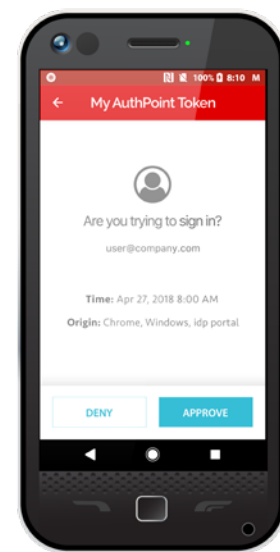 100% 8:10 M
My AuthPoint Token
Are you trying to sign in?
user@company.com
Time: Apr 27, 2018 8:00 AM
Origin: Chrome, Windows, idp portal
DENY APPROVE